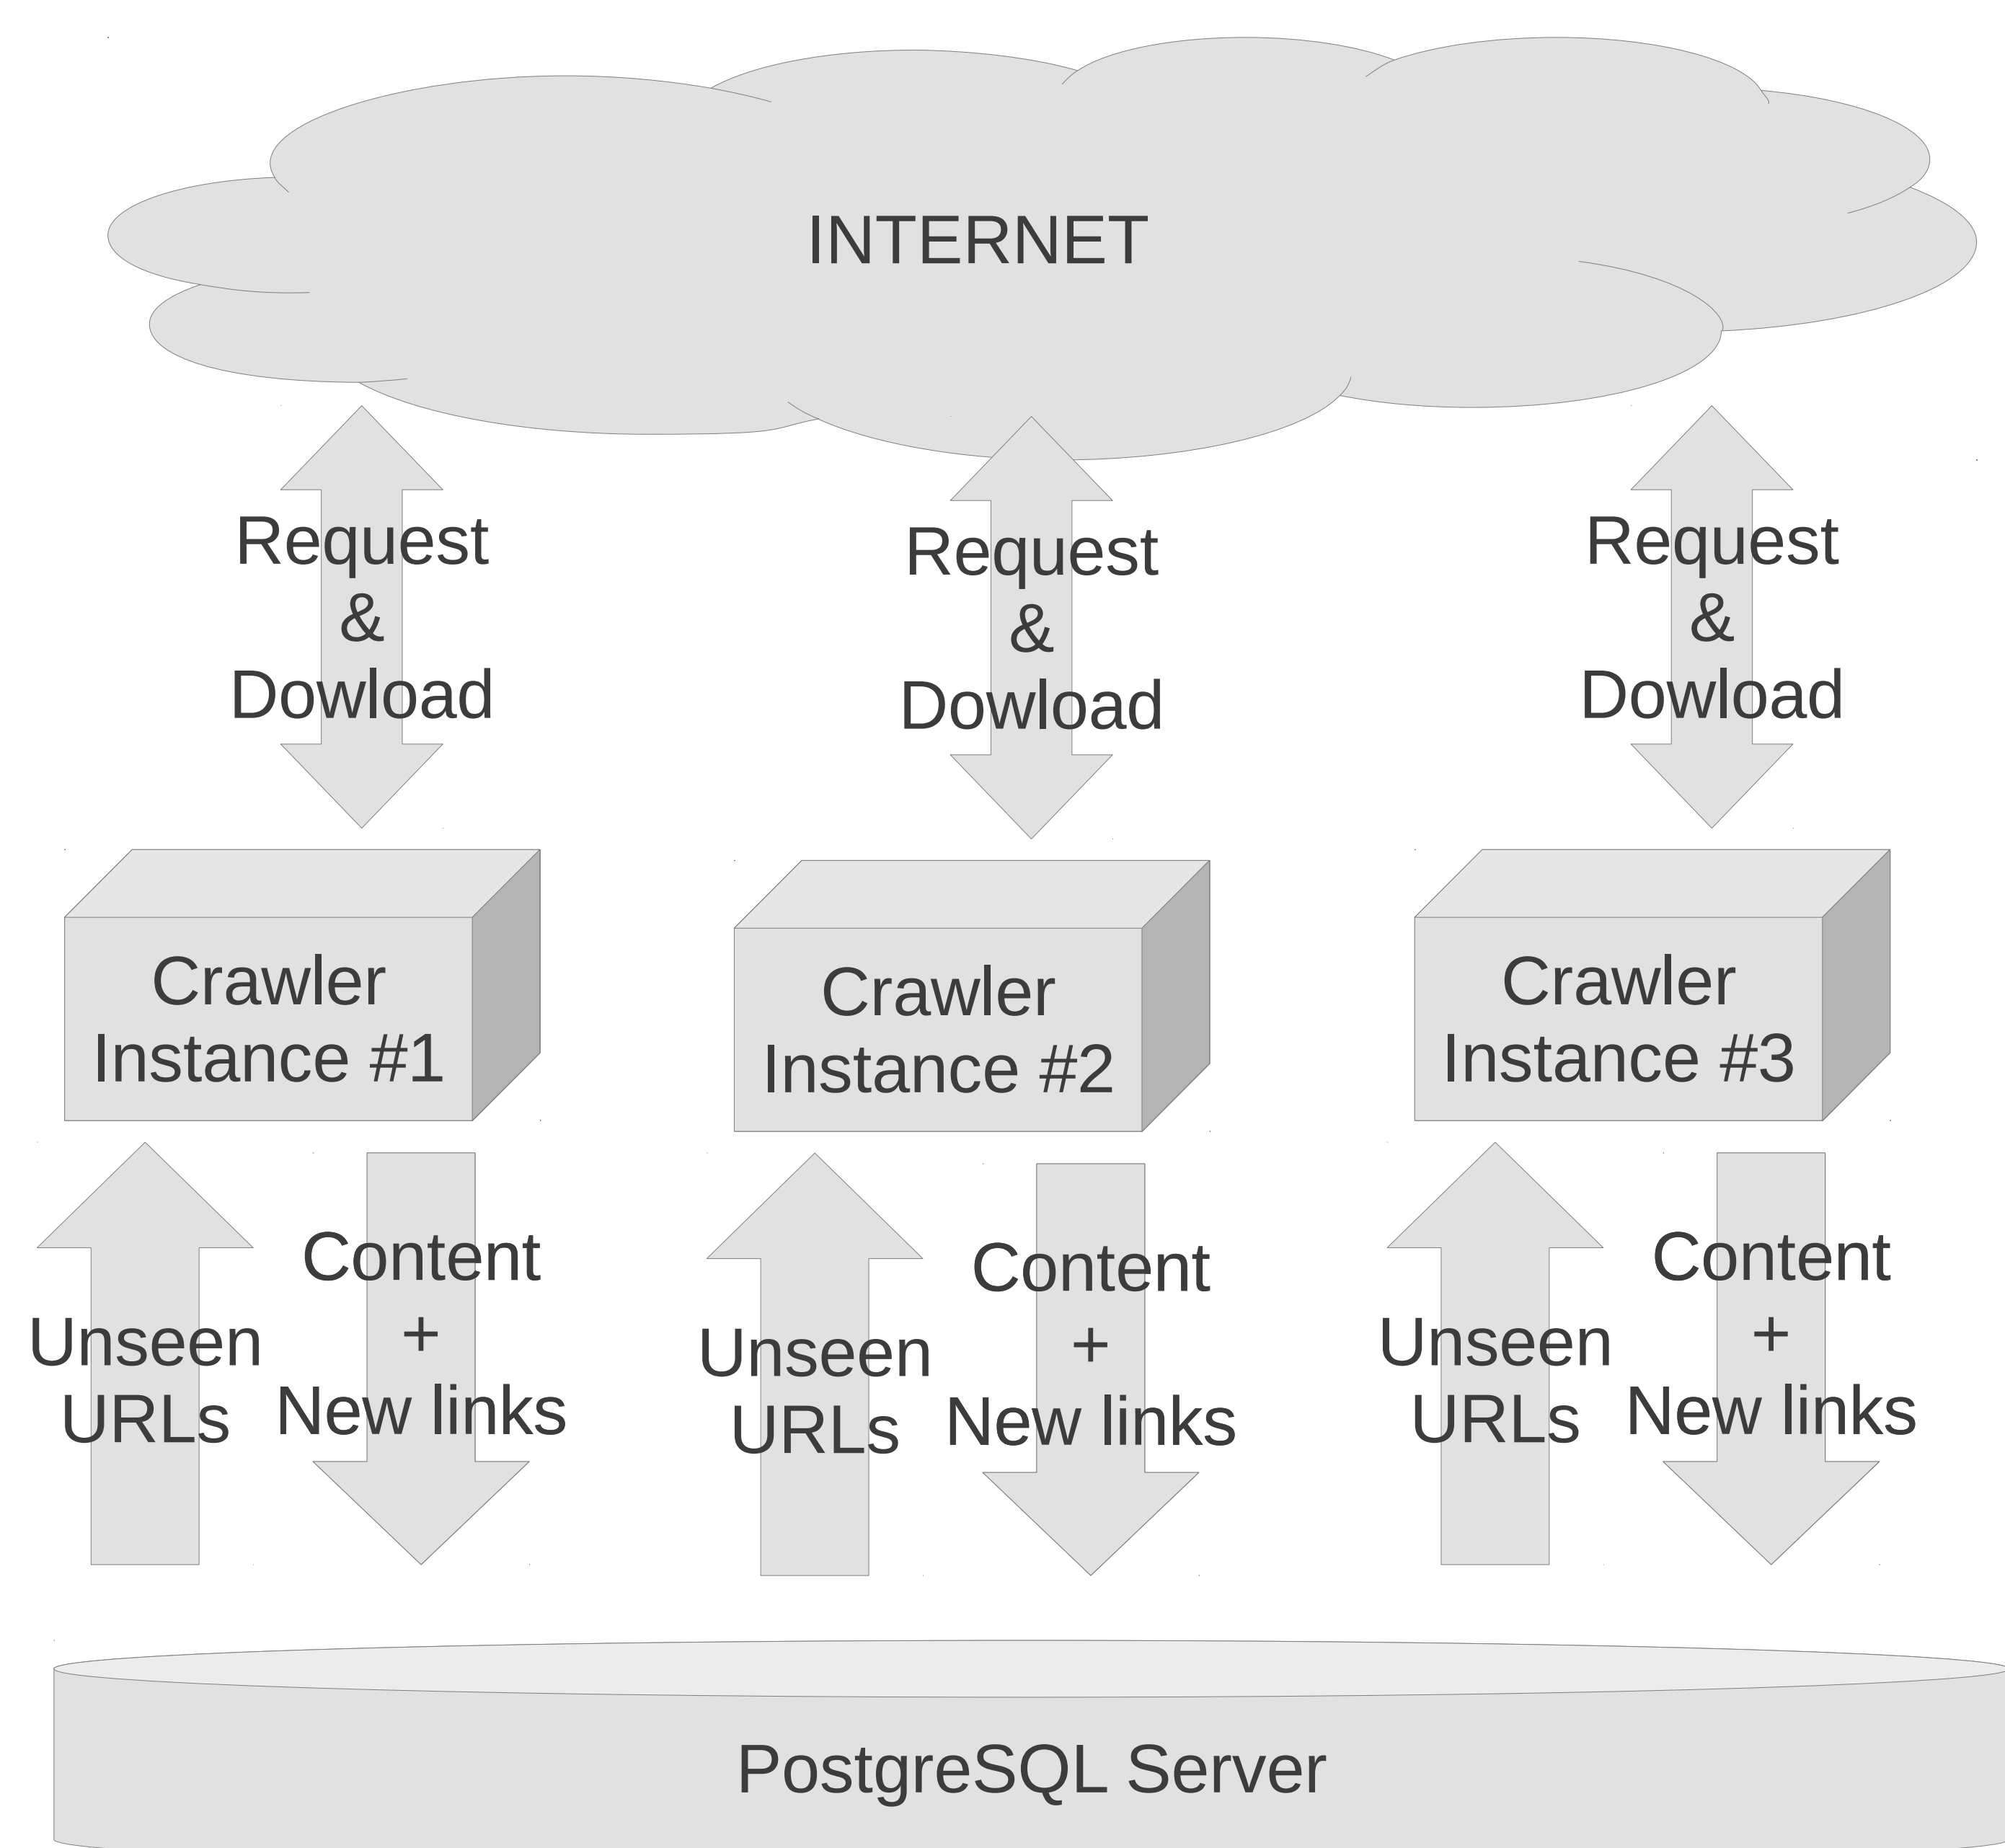 INTERNET
Request
&
Dowload
Request
&
Dowload
Request
&
Dowload
Crawler
Instance #1
Crawler
Instance #2
Crawler
Instance #3
Unseen
URLs
Content
+
New links
Unseen
URLs
Content
+
New links
Unseen
URLs
Content
+
New links
PostgreSQL Server